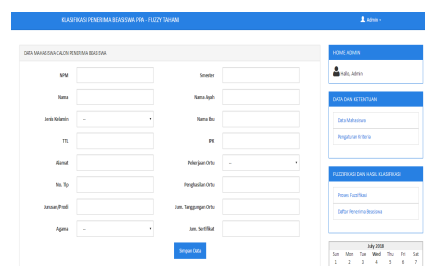 KLASIFIKASI PENERIMA BEASISWA PPA - FUZZY TAHANI
Admin
DATA MAHASISWA CALON PENERIMA BEASISWA
NPM
Smester
Nama
Nama Ayah
Jenis Kelamin
--
Nama Ibu
TTL
IPK
Alamat
Pekerjaan Ortu
--
No. Tlp
Penghasilan Ortu
Jurusan/Prodi
Jum. Tanggungan Ortu
Agama
--
Jum. Sertifikat
Simpan Data
HOME ADMIN
Hallo, Admin
DATA DAN KETENTUAN
Data Mahasiswa
Pengaturan Kriteria
FUZZIFIKASI DAN HASIL KLASIFIKASI
Proses Fuzzifikasi
Daftar Penerima Beasiswa
July 2018
Sun Mon Tue Wed Thu Fri Sat
1 2 3 4 5 6 7